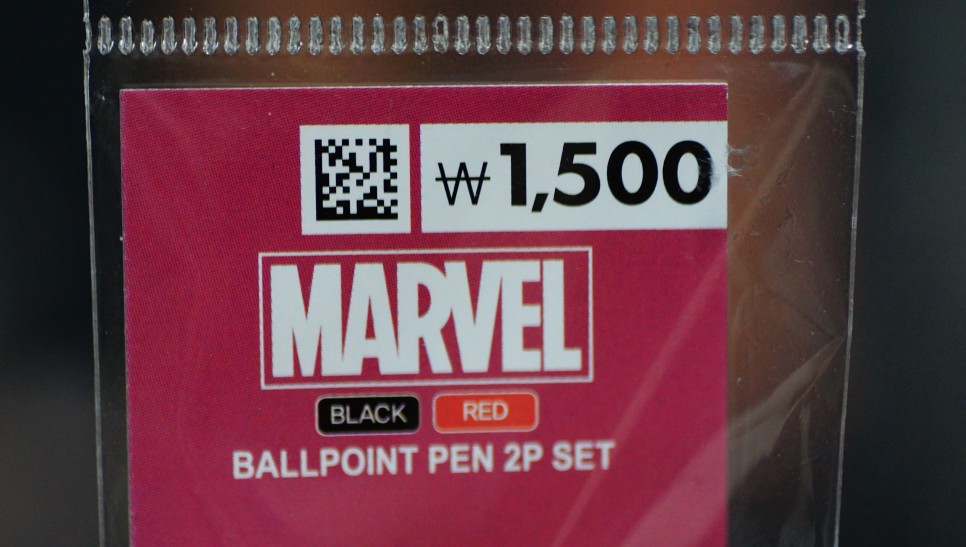 ₩1,500
MARVEL
BLACK RED
BALLPOINT PEN 2P SET